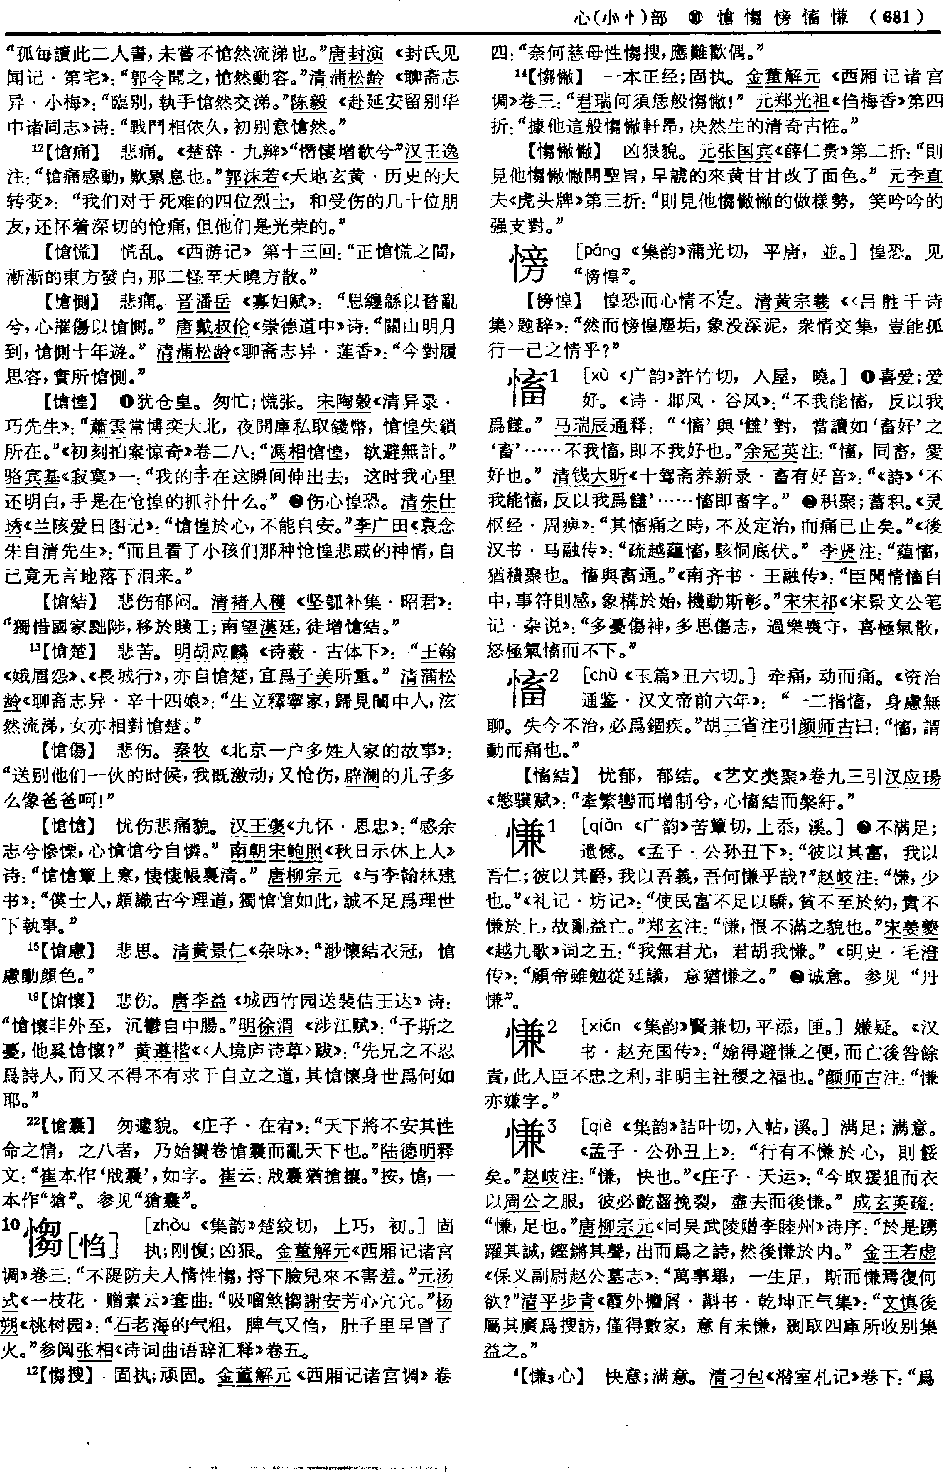 心(小忄)部 ⑩ 愴㥮傍慉慊 (681)
“孤每讀此二人書，未嘗不愴然流涕也。”唐封演《封氏见
闻记·第宅》：“郭令聞之，愴然動容。”清蒲松龄《聊斋志
异·小梅》：“臨别，執手愴然交涕。”陈毅《赴延安留别华
中诸同志》诗：“戰鬥相依久，初别意愴然。”
12【愴痛】 悲痛。《楚辞·九辩》“憯悽增欷兮”汉王逸
注：“愴痛感動，歎累息也。”郭沫若《天地玄黄·历史的大
转变》：“我们对于死难的四位烈士，和受伤的几十位朋
友，还怀着深切的怆痛，但他们是光荣的。”
【愴慌】 慌乱。《西游记》第十三回：“正愴慌之間，
漸漸的東方發白，那二怪至天曉方散。”
【愴惻】 悲痛。晋潘岳《寡妇赋》：“思纏緜以瞀亂
兮，心摧傷以愴惻。”唐戴叔伦《崇德道中》诗：“關山明月
到，愴惻十年遊。”清蒲松龄《聊斋志异·莲香》：“今對履
思容，實所愴惻。”
【愴惶】 ❶犹仓皇。匆忙；慌张。宋陶穀《清异录·
巧先生》：“蕭雲常博奕大北，夜開庫私取錢幣，愴惶失鎖
所在。”《初刻拍案惊奇》卷二八：“馮相愴惶，欲避無計。”
骆宾基《寂寞》一：“我的手在这瞬间伸出去，这时我心里
还明白，手是在怆惶的抓扑什么。”❷伤心惶恐。清朱仕
琇《兰陔爱日图记》：“愴惶於心，不能自安。”李广田《哀念
朱自清先生》：“而且看了小孩们那种怆惶悲戚的神情，自
己竟无言地落下泪来。”
【愴結】 悲伤郁闷。清褚人穫《坚瓠补集·昭君》：
“獨惜國家黜陟，移於賤工；南望漢廷，徒增愴結。”
13【愴楚】 悲苦。明胡应麟《诗薮·古体下》：“王翰
《娥眉怨》、《長城行》，亦自愴楚，宜爲子美所重。”清蒲松
龄《聊斋志异·辛十四娘》：“生立釋寧家，歸見閨中人，泫
然流涕，女亦相對愴楚。”
【愴傷】 悲伤。秦牧《北京一户多姓人家的故事》：
“送别他们一伙的时候，我既激动，又怆伤，辟澜的儿子多
么像爸爸呵！”
【愴愴】 忧伤悲痛貌。汉王褒《九怀·思忠》：“感余
志兮慘慄，心愴愴兮自憐。”南朝宋鲍照《秋日示休上人》
诗：“愴愴簟上寒，悽悽帳裏清。”唐柳宗元《与李翰林建
书》：“僕士人，頗識古今理道，獨愴愴如此，誠不足爲理世
下執事。”
15【愴慮】 悲思。清黄景仁《杂咏》：“渺懷結衣冠，愴
慮動顔色。”
16【愴懷】 悲伤。唐李益《城西竹园送裴佶王达》诗：
“愴懷非外至，沉鬱自中腸。”明徐渭《涉江赋》：“予斯之
憂，他奚愴懷？”黄遵楷《〈人境庐诗草〉跋》：“先兄之不忍
爲詩人，而又不得不有求于自立之道，其愴懷身世爲何如
耶。”
22【愴囊】 匆遽貌。《庄子·在宥》：“天下將不安其性
命之情，之八者，乃始臠卷愴囊而亂天下也。”陆德明释
文：“崔本作‘戕囊’，如字。崔云：戕囊猶搶攘。”按，愴，一
本作“獊”。参见“獊囊”。
10㥮[㤘] [zhòu《集韵》楚绞切，上巧，初。] 固
执；刚愎；凶狠。金董解元《西厢记诸宫
调》卷三：“不隄防夫人情性㥮，捋下臉兒來不害羞。”元汤
式《一枝花·赠素云》套曲：“吸喱煞㥮謝安芳心冗冗。”杨
朔《桃树园》：“石老海的气粗，脾气又㤘，肚子里早冒了
火。”参阅张相《诗词曲语辞汇释》卷五。
12【㥮搜】 固执；顽固。金董解元《西厢记诸宫调》卷
四：“奈何慈母性㥮搜，應難歡偶。”
14【㥮憿】 一本正经；固执。金董解元《西厢记诸宫
调》卷三：“君瑞何須恁般㥮憿！”元郑光祖《㑳梅香》第四
折：“據他這般㥮憿軒昂，决然生的清奇古怪。”
【㥮憿憿】 凶狠貌。元张国宾《薛仁贵》第二折：“則
見他㥮憿憿開聖旨，早諕的來黄甘甘改了面色。”元李直
夫《虎头牌》第三折：“則見他㥮憿憿的做樣勢，笑吟吟的
强支對。”
㥬 [páng《集韵》蒲光切，平唐，並。] 惶恐。见
“㥬惶”。
【㥬惶】 惶恐而心情不定。清黄宗羲《〈吕胜千诗
集〉题辞》：“然而㥬惶塵垢，象没深泥，衆情交集，豈能孤
行一己之情乎？”
慉1 [xù《广韵》許竹切，入屋，曉。] ❶喜爱；爱
好。《诗·邶风·谷风》：“不我能慉，反以我
爲讎。”马瑞辰通释：“‘慉’與‘讎’對，當讀如‘畜好’之
‘畜’……不我慉，即不我好也。”余冠英注：“慉，同畜，爱
好也。”清钱大昕《十驾斋养新录·畜有好音》：“《詩》‘不
我能慉，反以我爲讎’……慉即畜字。”❷积聚；蓄积。《灵
枢经·周痹》：“其慉痛之時，不及定治，而痛已止矣。”《後
汉书·马融传》：“疏越蘊慉，駭恫底伏。”李贤注：“蘊慉，
猶積聚也。慉與畜通。”《南齐书·王融传》：“臣聞情慉自
中，事符則感，象構於始，機動斯彰。”宋宋祁《宋景文公笔
记·杂说》：“多憂傷神，多思傷志，過樂喪守，喜極氣散，
怒極氣慉而不下。”
慉2 [chù《玉篇》丑六切。] 牵痛，动而痛。《资治
通鉴·汉文帝前六年》：“一二指慉，身慮無
聊。失今不治，必爲錮疾。”胡三省注引颜师古曰：“慉，謂
動而痛也。”
【慉結】 忧郁，郁结。《艺文类聚》卷九三引汉应瑒
《慜骥赋》：“牽繁轡而增制兮，心慉結而槃紆。”
慊1 [qiàn《广韵》苦簟切，上忝，溪。] ❶不满足；
遗憾。《孟子·公孙丑下》：“彼以其富，我以
吾仁；彼以其爵，我以吾義，吾何慊乎哉？”赵岐注：“慊，少
也。”《礼记·坊记》：“使民富不足以驕，貧不至於約，貴不
慊於上，故亂益亡。”郑玄注：“慊，恨不滿之貌也。”宋姜夔
《越九歌》词之五：“我無君尤，君胡我慊。”《明史·毛澄
传》：“顧帝雖勉從廷議，意猶慊之。”❷诚意。参见“丹
慊”。
慊2 [xián《集韵》賢兼切，平添，匣。] 嫌疑。《汉
书·赵充国传》：“媮得避慊之便，而亡後咎餘
責，此人臣不忠之利，非明主社稷之福也。”颜师古注：“慊
亦嫌字。”
慊3 [qiè《集韵》詰叶切，入帖，溪。] 满足；满意。
《孟子·公孙丑上》：“行有不慊於心，則餒
矣。”赵岐注：“慊，快也。”《庄子·天运》：“今取猨狙而衣
以周公之服，彼必齕齧挽裂，盡去而後慊。”成玄英疏：
“慊，足也。”唐柳宗元《同吴武陵赠李睦州》诗序：“於是踴
躍其誠，鏗鏘其聲，出而爲之詩，然後慊於内。”金王若虚
《保义副尉赵公墓志》：“萬事畢，一生足，斯而慊焉復何
欲？”清平步青《霞外攟屑·斠书·乾坤正气集》：“文慎後
屬其廣爲搜訪，僅得數家，意有未慊，覶取四庫所收别集
益之。”
4【慊3心】 快意；满意。清刁包《潜室札记》卷下：“爲